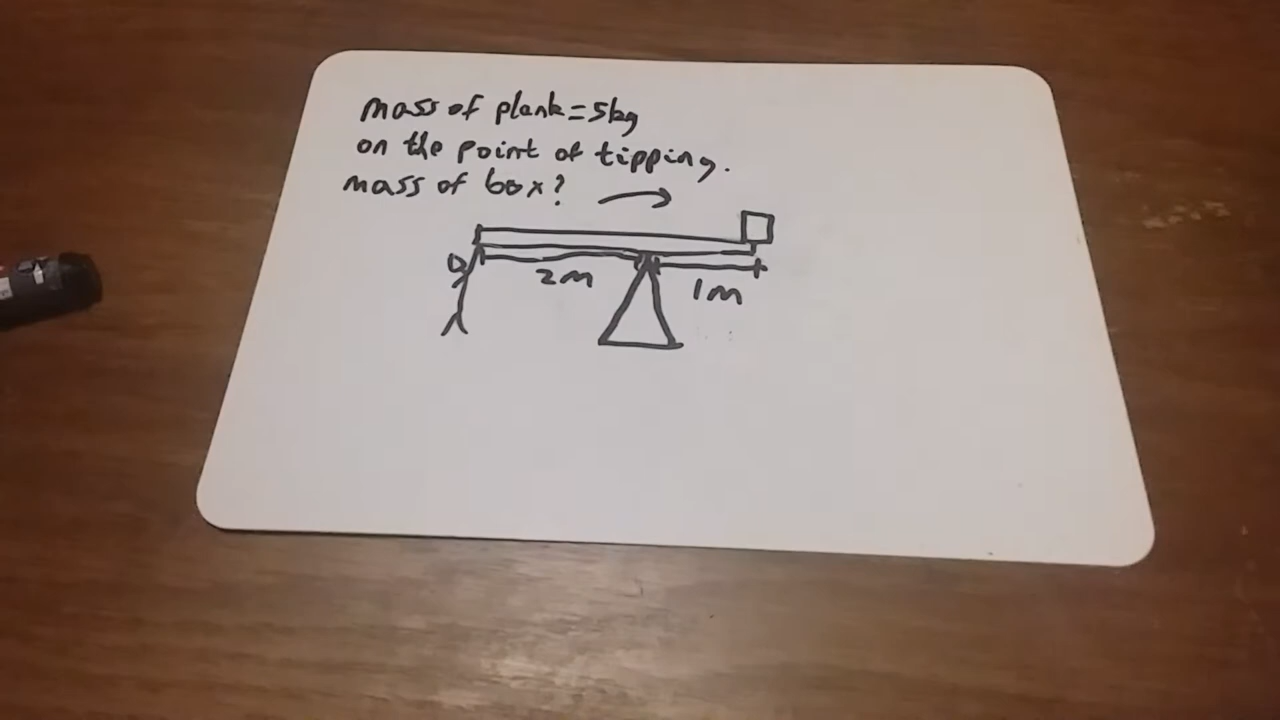 mass of plank=5kg
on the point of tipping.
mass of box?
2m
1m